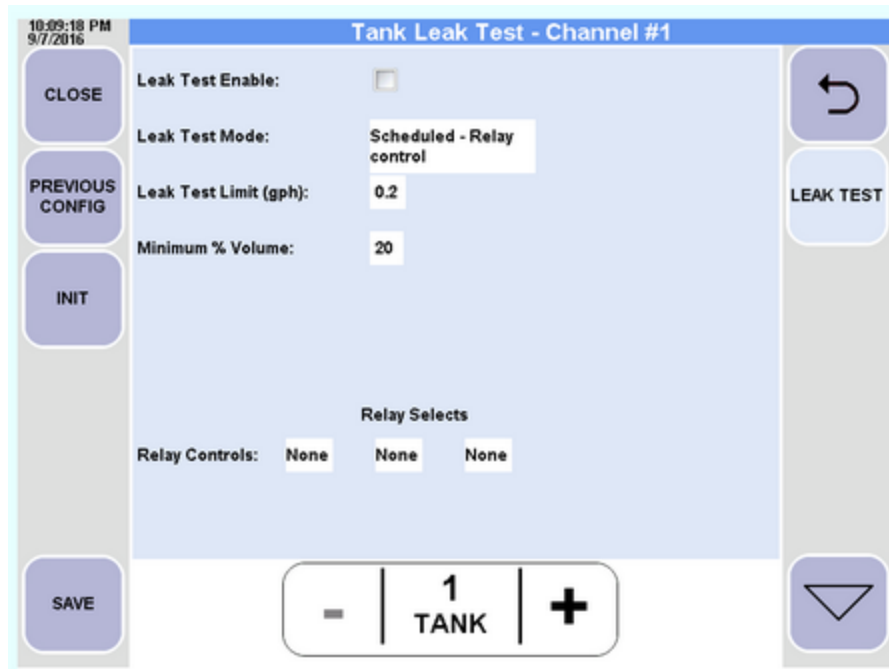 10:09:18 PM
9/7/2016
Tank Leak Test - Channel #1
CLOSE
PREVIOUS
CONFIG
INIT
SAVE
Leak Test Enable:
Leak Test Mode: Scheduled - Relay
control
Leak Test Limit (gph): 0.2
Minimum % Volume: 20
Relay Selects
Relay Controls: None None None
LEAK TEST
- 1 +
TANK